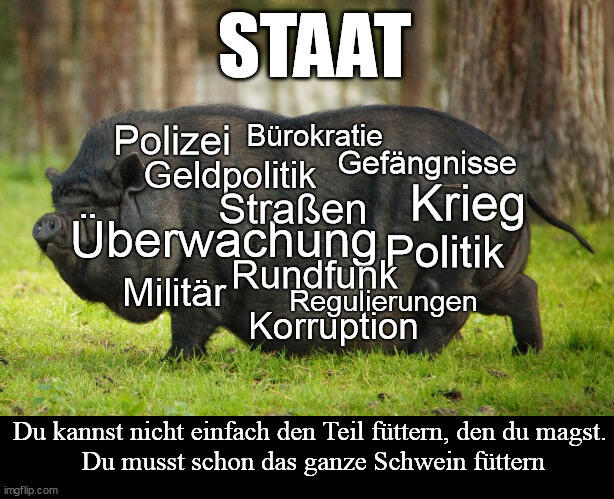 STAAT
Polizei Bürokratie
Geldpolitik Gefängnisse
Straßen Krieg
Überwachung Politik
Militär Rundfunk
Regulierungen
Korruption
Du kannst nicht einfach den Teil füttern, den du magst.
Du musst schon das ganze Schwein füttern
imgflip.com